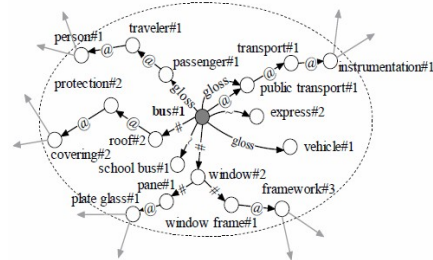 traveler#1
person#1
transport#1
passenger#1
instrumentation#1
protection#2
gloss
gloss
@
@
@
@
@
public transport#1
bus#1
~
express#2
@
@
#
roof#2
gloss
vehicle#1
covering#2
~
#
school bus#1
window#2
pane#1
framework#3
plate glass#1
@
#
#
@
window frame#1